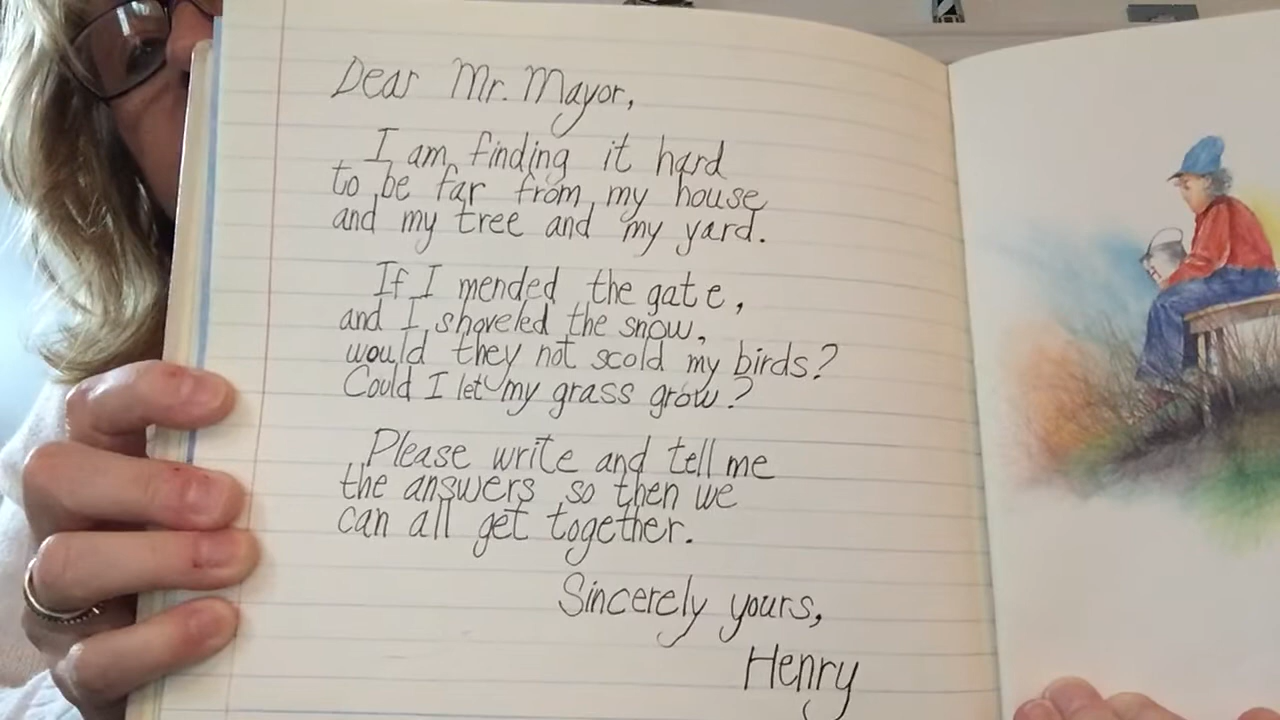 Dear Mr. Mayor,
I am finding it hard
to be far from my house
and my tree and my yard.
If I mended the gate,
and I shoveled the snow,
would they not scold my birds?
Could I let my grass grow?
Please write and tell me
the answers so then we
can all get together.
Sincerely yours,
Henry